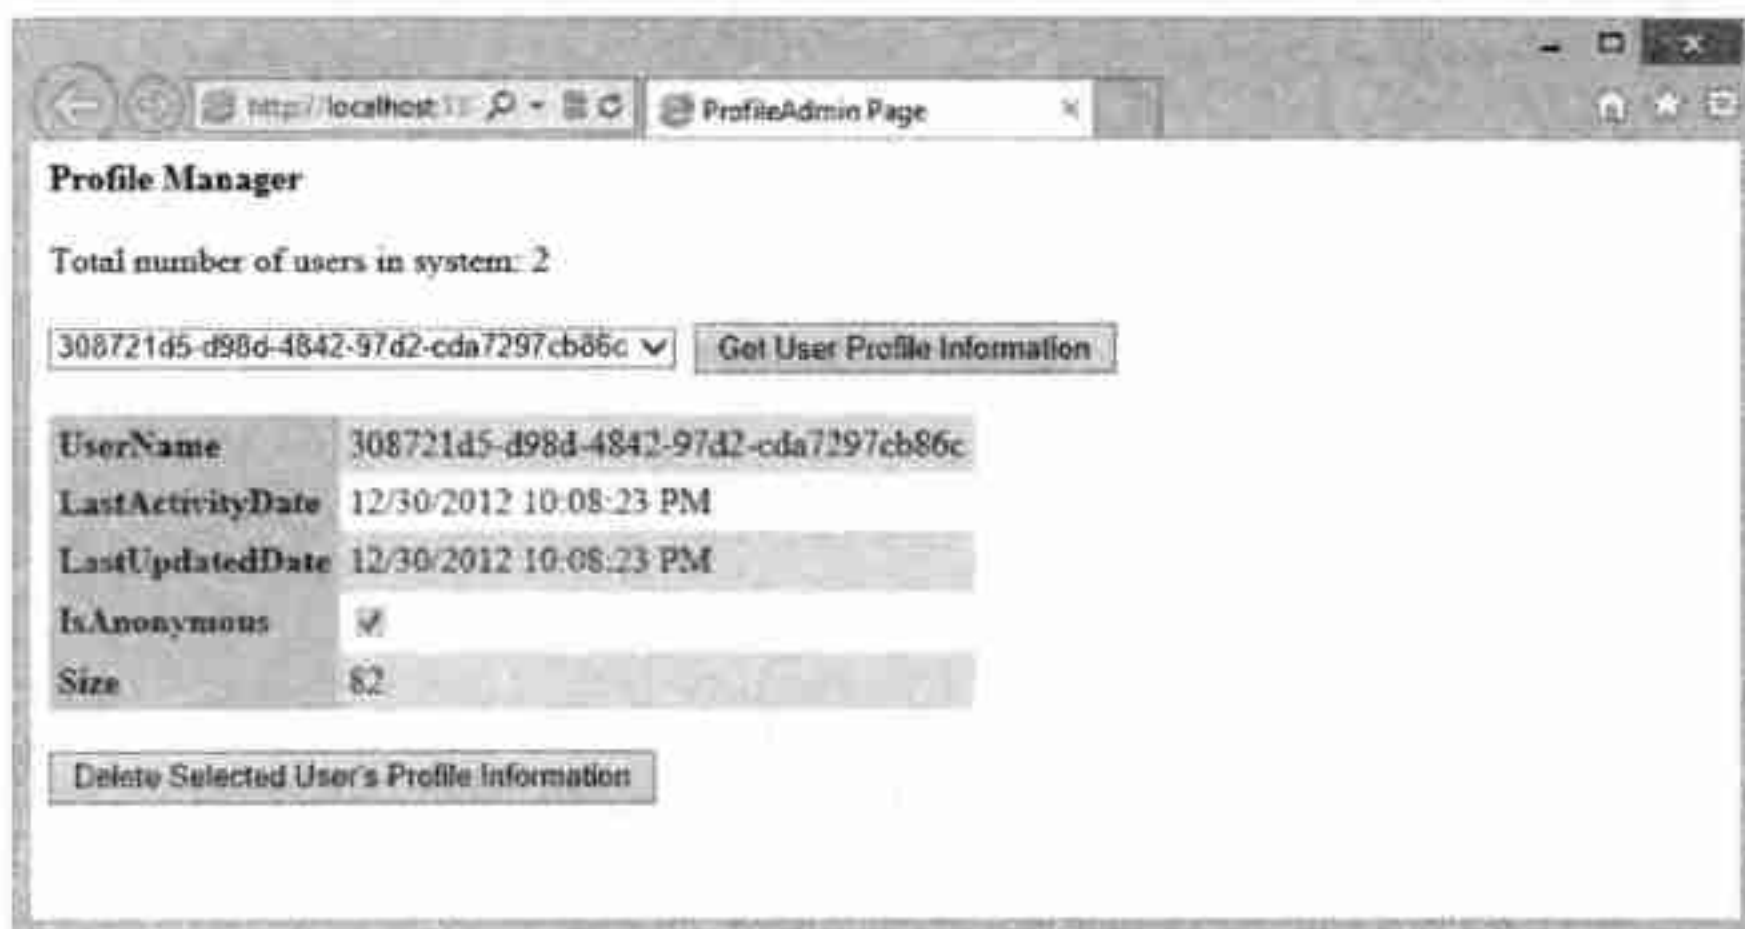 http://localhost ProfileAdmin Page
Profile Manager
Total number of users in system: 2
308721d5-d98d-4842-97d2-cda7297cb86c Get User Profile Information
UserName 308721d5-d98d-4842-97d2-cda7297cb86c
LastActivityDate 12/30/2012 10:08:23 PM
LastUpdatedDate 12/30/2012 10:08:23 PM
IsAnonymous
Size 82
Delete Selected User's Profile Information